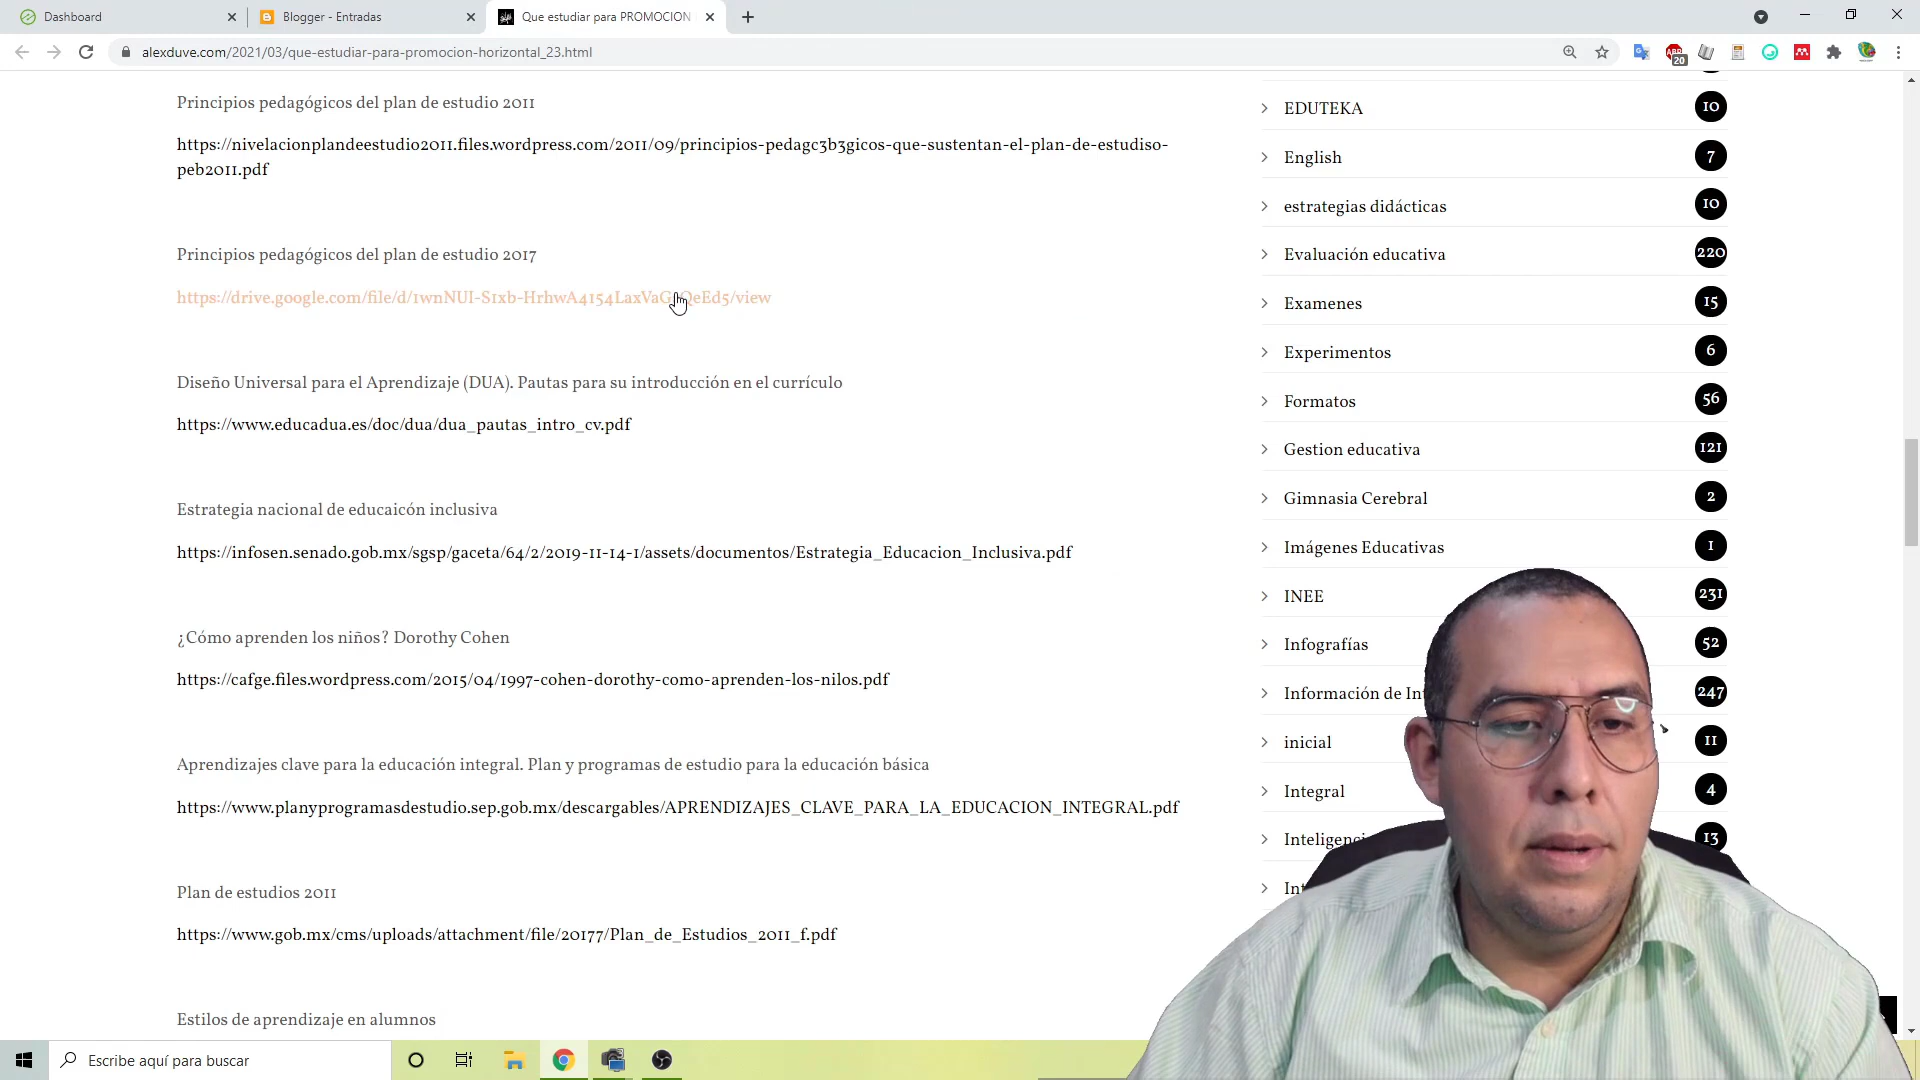 Dashboard
Blogger - Entradas
Que estudiar para PROMOCION
alexduve.com/2021/03/que-estudiar-para-promocion-horizontal_23.html
20
Principios pedagógicos del plan de estudio 2011
https://nivelacionplandeestudio2011.files.wordpress.com/2011/09/principios-pedagc3b3gicos-que-sustentan-el-plan-de-estudiso-
peb2011.pdf
Principios pedagógicos del plan de estudio 2017
Diseño Universal para el Aprendizaje (DUA). Pautas para su introducción en el currículo
https://www.educadua.es/doc/dua/dua_pautas_intro_cv.pdf
Estrategia nacional de educaicón inclusiva
https://infosen.senado.gob.mx/sgsp/gaceta/64/2/2019-11-14-1/assets/documentos/Estrategia_Educacion_Inclusiva.pdf
¿Cómo aprenden los niños? Dorothy Cohen
https://cafge.files.wordpress.com/2015/04/1997-cohen-dorothy-como-aprenden-los-nilos.pdf
Aprendizajes clave para la educación integral. Plan y programas de estudio para la educación básica
https://www.planyprogramasdestudio.sep.gob.mx/descargables/APRENDIZAJES_CLAVE_PARA_LA_EDUCACION_INTEGRAL.pdf
Plan de estudios 2011
https://www.gob.mx/cms/uploads/attachment/file/20177/Plan_de_Estudios_2011_f.pdf
Estilos de aprendizaje en alumnos
EDUTEKA 10
English 7
estrategias didácticas 10
Evaluación educativa 220
Examenes 15
Experimentos 6
Formatos 56
Gestion educativa 121
Gimnasia Cerebral 2
Imágenes Educativas 1
INEE 231
Infografías 52
Información de In 247
inicial 11
Integral 4
Inteligenci 13
Int
Escribe aquí para buscar